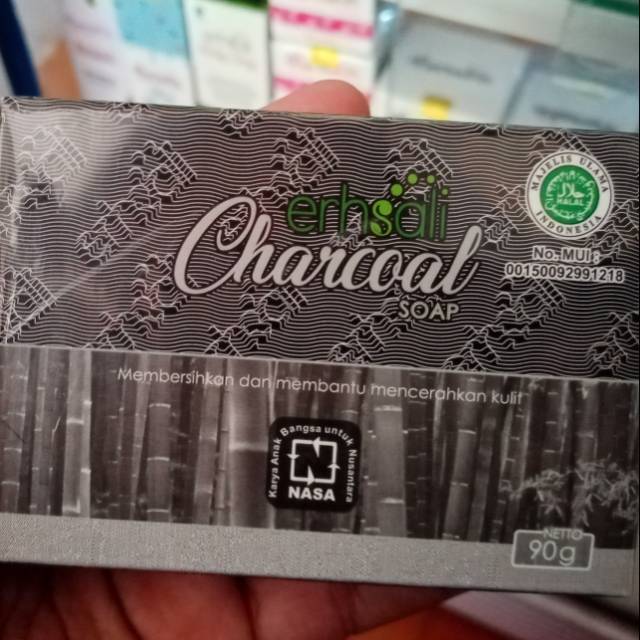 erhsali
Charcoal
SOAP
MAJELIS ULAMA
INDONESIA
HALAL
No. MUI :
00150092991218
Membersihkan dan membantu mencerahkan kulit
Karya Anak Bangsa untuk Nusantara
N
NASA
NETTO
90g